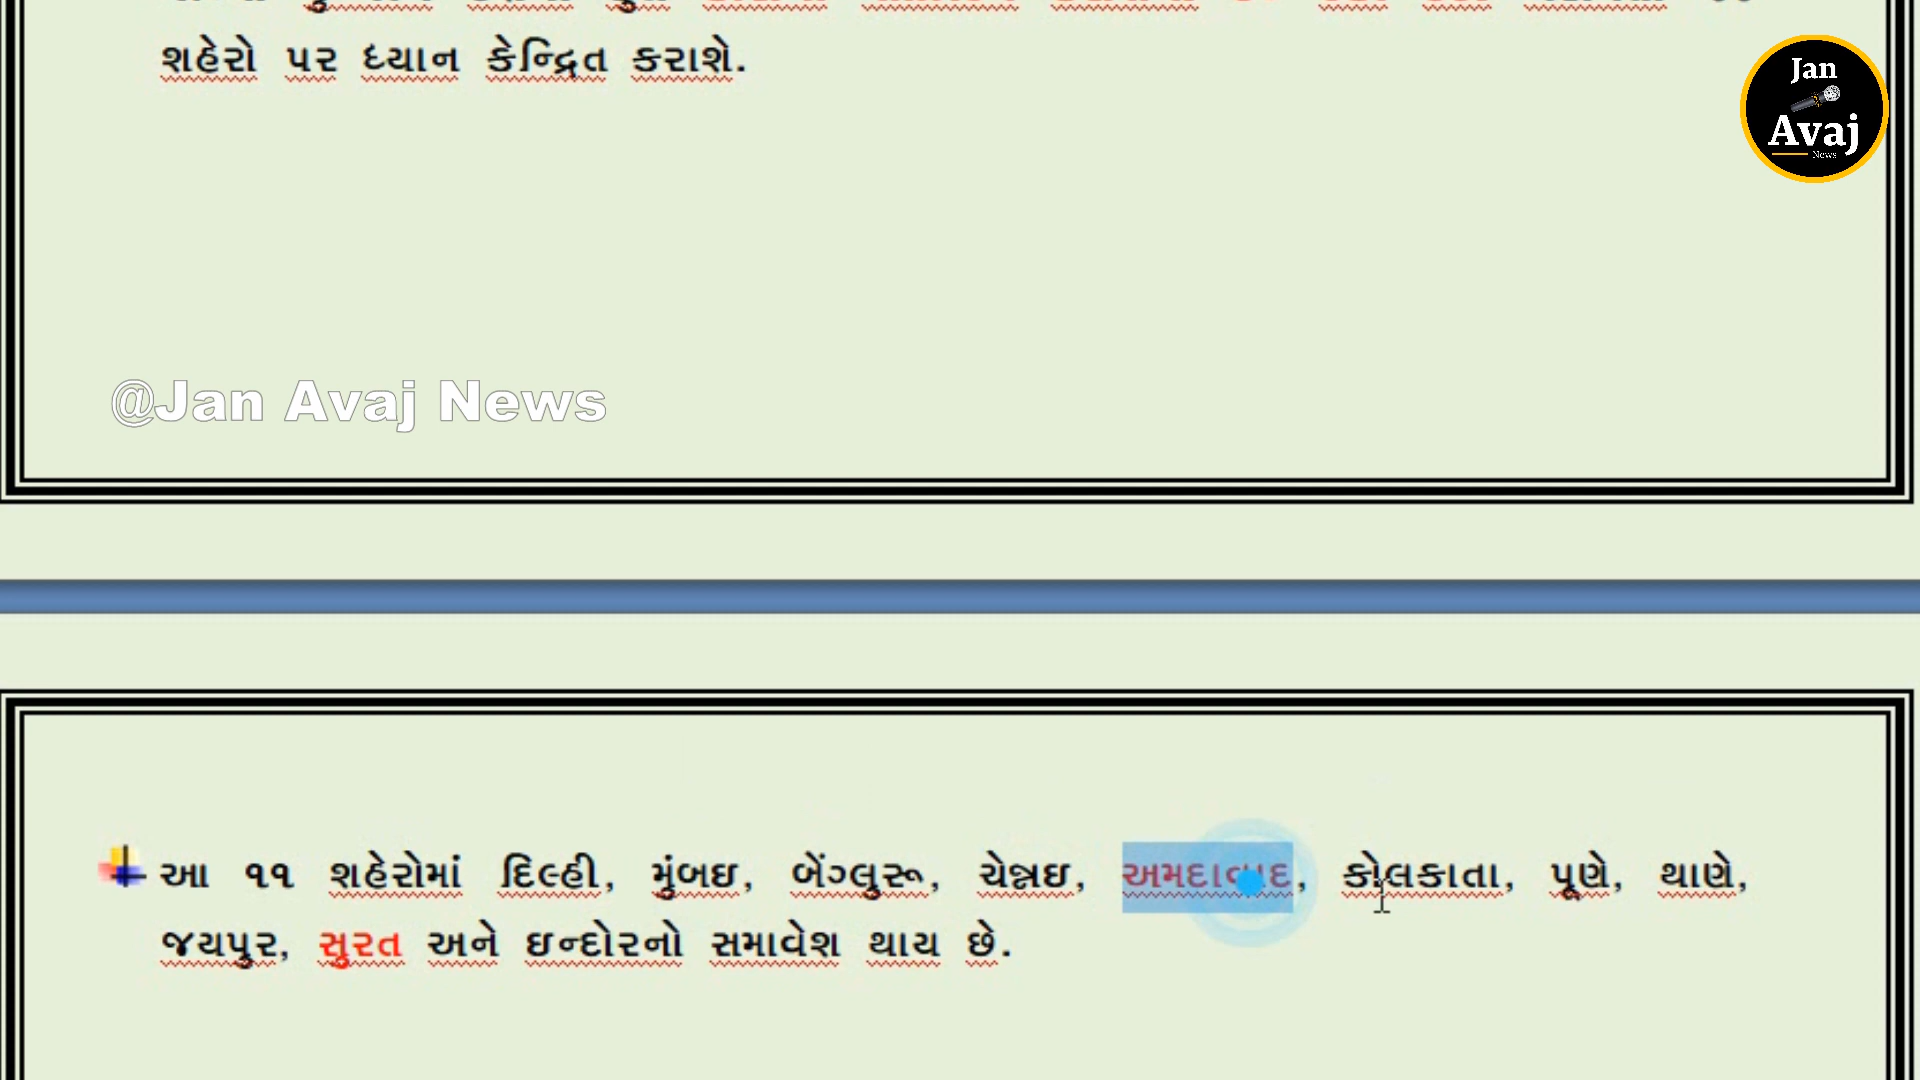 શહેરો પર ધ્યાન કેન્દ્રિત કરાશે.
Jan
Avaj
News
@Jan Avaj News
આ ૧૧ શહેરોમાં દિલ્હી, મુંબઇ, બેંગ્લુરૂ, ચેન્નઇ, અમદાવાદ, કોલકાતા, પૂણે, થાણે,
જયપુર, સુરત અને ઇન્દોરનો સમાવેશ થાય છે.